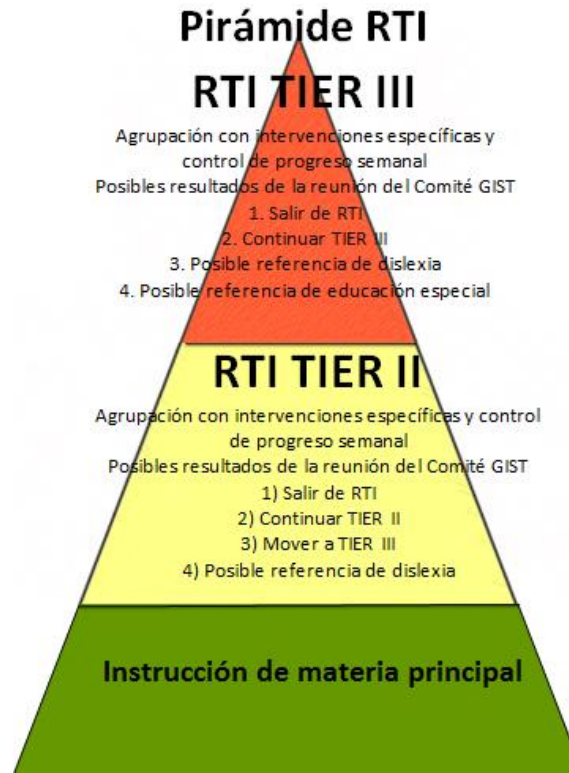 Pirámide RTI
RTI TIER III
Agrupación con intervenciones específicas y
control de progreso semanal
Posibles resultados de la reunión del Comité GIST
1. Salir de RTI
2. Continuar TIER III
3. Posible referencia de dislexia
4. Posible referencia de educación especial
RTI TIER II
Agrupación con intervenciones específicas y control
de progreso semanal
Posibles resultados de la reunión del Comité GIST
1) Salir de RTI
2) Continuar TIER II
3) Mover a TIER III
4) Posible referencia de dislexia
Instrucción de materia principal